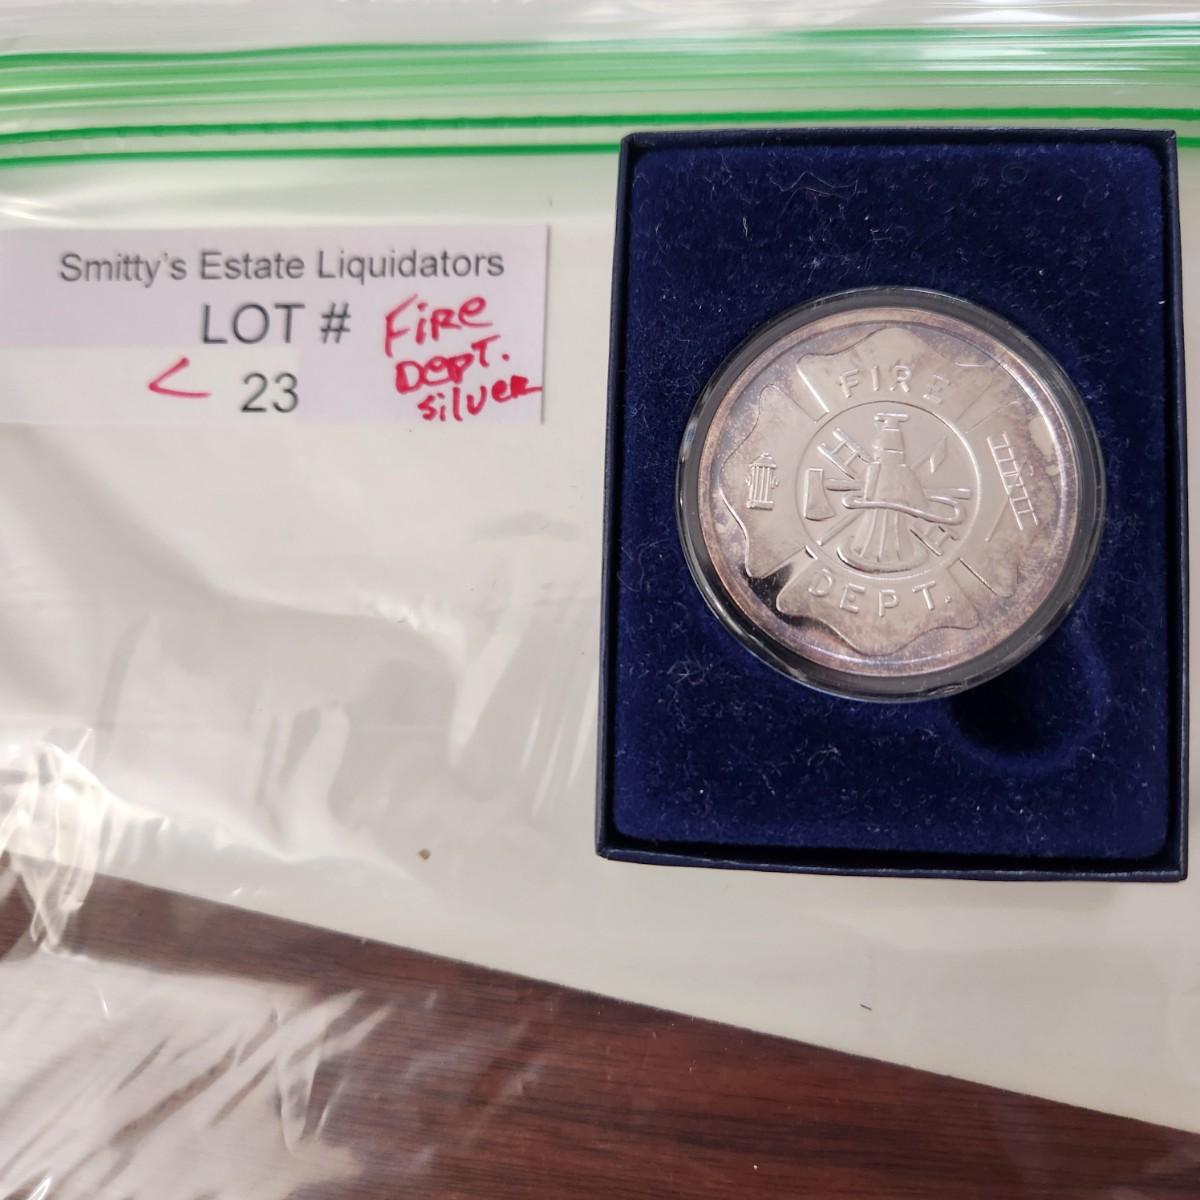 Smitty's Estate Liquidators
LOT #
< 23
Fire
Dept.
Silver
FIRE
DEPT.